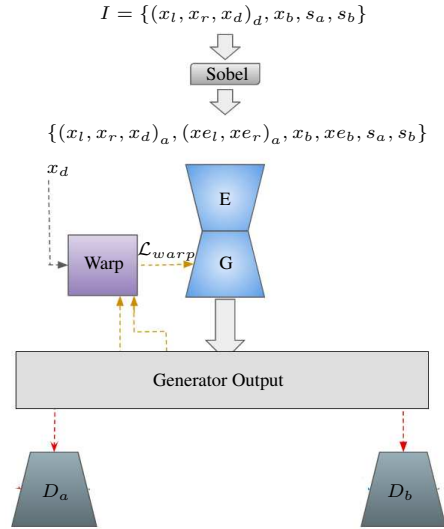 I = {(x_l, x_r, x_d)_d, x_b, s_a, s_b}
Sobel
{(x_l, x_r, x_d)_a, (xe_l, xe_r)_a, x_b, xe_b, s_a, s_b}
x_d
E
Warp
L_warp
G
Generator Output
D_a
D_b